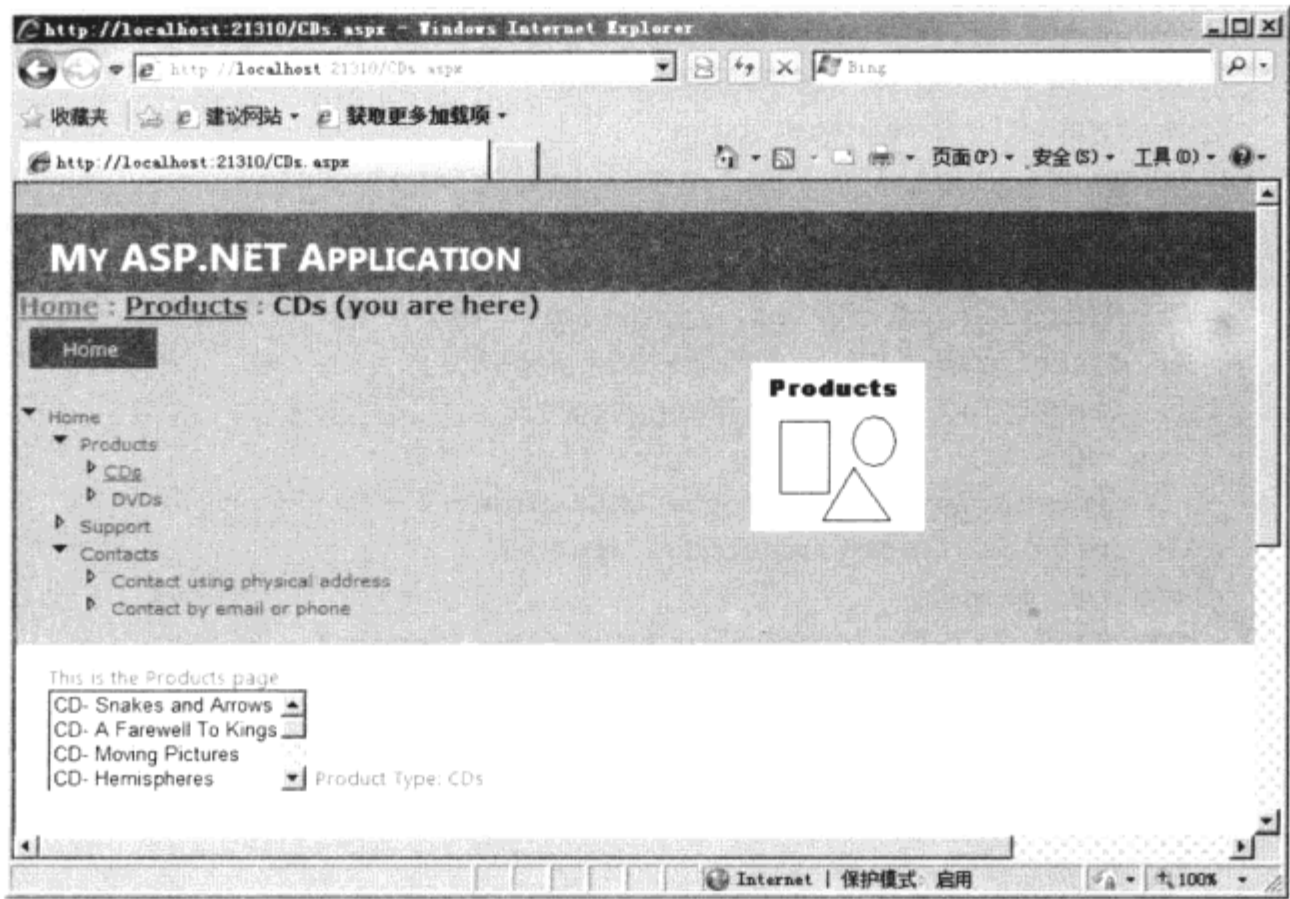 http://localhost:21310/CDs.aspx - Windows Internet Explorer
http://localhost:21310/CDs.aspx
Bing
收藏夹 建议网站 获取更多加载项
http://localhost:21310/CDs.aspx
页面(P) 安全(S) 工具(O)
MY ASP.NET APPLICATION
Home : Products : CDs (you are here)
Home
Products
Home
Products
CDs
DVDs
Support
Contacts
Contact using physical address
Contact by email or phone
This is the Products page
CD- Snakes and Arrows
CD- A Farewell To Kings
CD- Moving Pictures
CD- Hemispheres
Product Type: CDs
Internet | 保护模式: 启用
100%